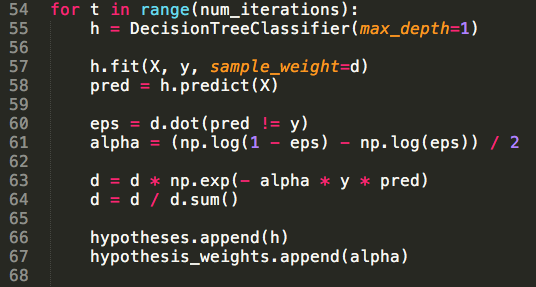 54 for t in range(num_iterations):
55     h = DecisionTreeClassifier(max_depth=1)
56
57     h.fit(X, y, sample_weight=d)
58     pred = h.predict(X)
59
60     eps = d.dot(pred != y)
61     alpha = (np.log(1 - eps) - np.log(eps)) / 2
62
63     d = d * np.exp(- alpha * y * pred)
64     d = d / d.sum()
65
66     hypotheses.append(h)
67     hypothesis_weights.append(alpha)
68